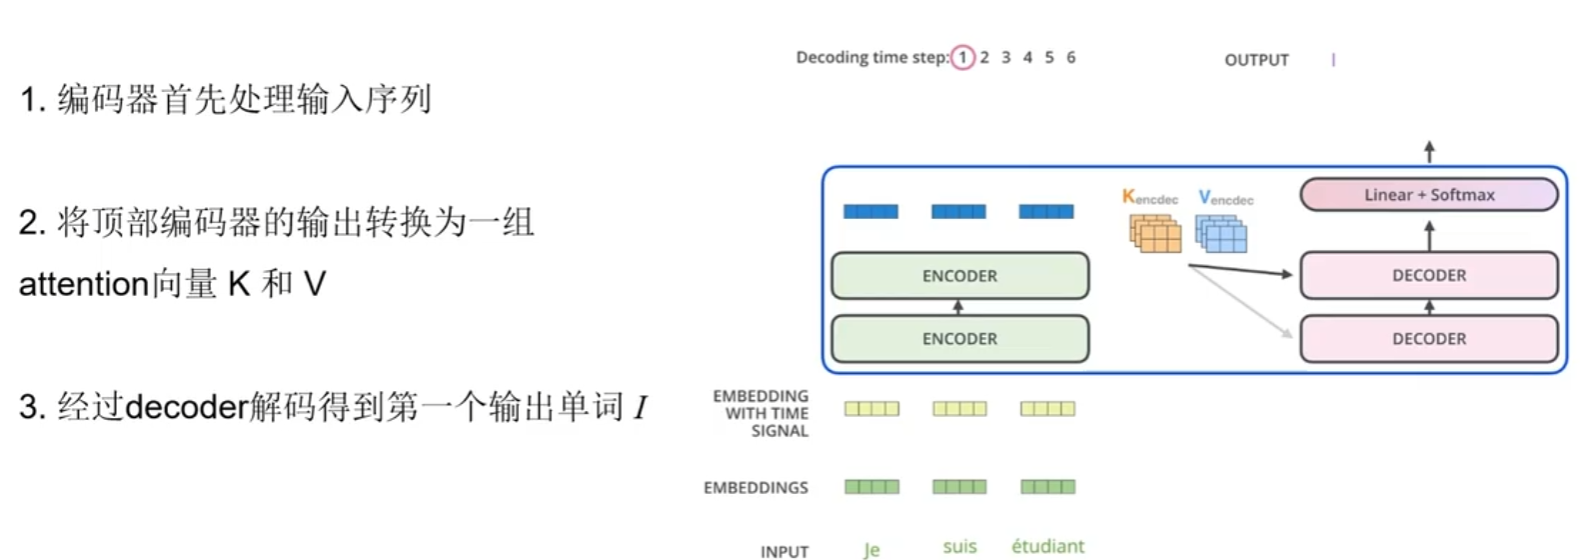 1. 编码器首先处理输入序列
2. 将顶部编码器的输出转换为一组
attention向量 K 和 V
3. 经过decoder解码得到第一个输出单词 I
Decoding time step: 1 2 3 4 5 6
OUTPUT I
Kencdec Vencdec
Linear + Softmax
ENCODER
DECODER
ENCODER
DECODER
EMBEDDING
WITH TIME
SIGNAL
EMBEDDINGS
INPUT Je suis étudiant